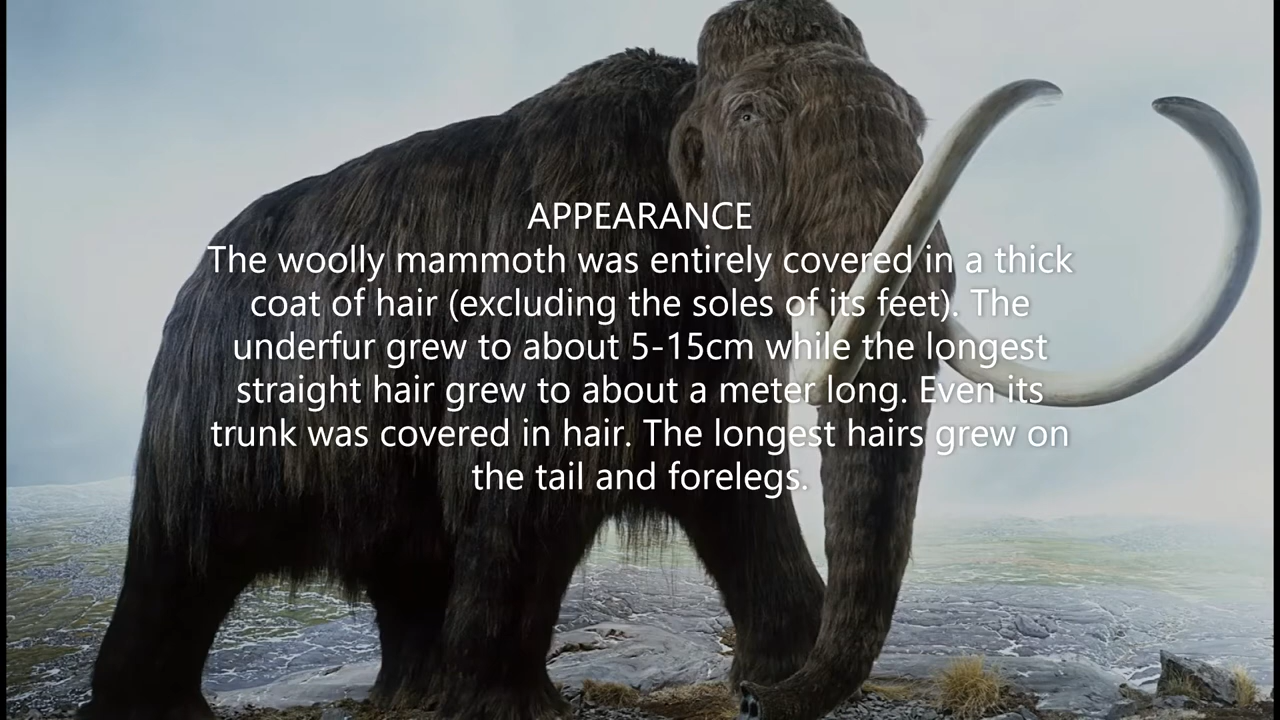 APPEARANCE
The woolly mammoth was entirely covered in a thick
coat of hair (excluding the soles of its feet). The
underfur grew to about 5-15cm while the longest
straight hair grew to about a meter long. Even its
trunk was covered in hair. The longest hairs grew on
the tail and forelegs.